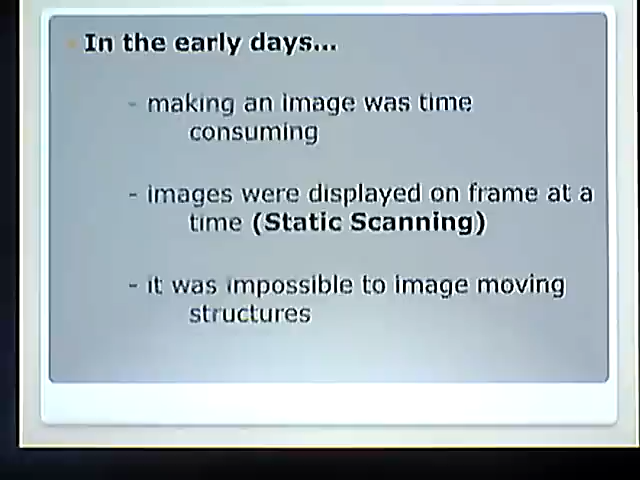 In the early days...
- making an image was time
consuming
- images were displayed on frame at a
time (Static Scanning)
- it was impossible to image moving
structures